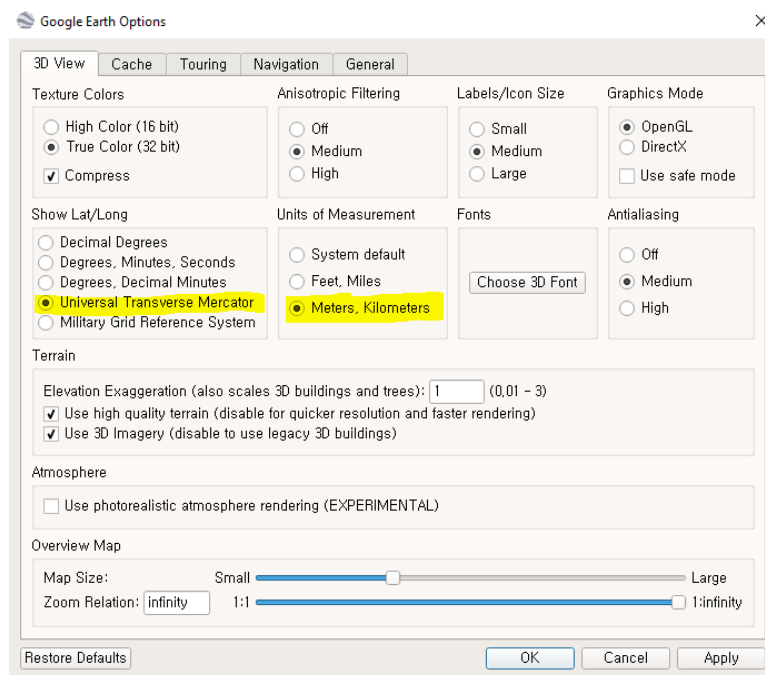 Google Earth Options
3D View Cache Touring Navigation General
Texture Colors
High Color (16 bit)
True Color (32 bit)
Compress
Anisotropic Filtering
Off
Medium
High
Labels/Icon Size
Small
Medium
Large
Graphics Mode
OpenGL
DirectX
Use safe mode
Show Lat/Long
Decimal Degrees
Degrees, Minutes, Seconds
Degrees, Decimal Minutes
Universal Transverse Mercator
Military Grid Reference System
Units of Measurement
System default
Feet, Miles
Meters, Kilometers
Fonts
Choose 3D Font
Antialiasing
Off
Medium
High
Terrain
Elevation Exaggeration (also scales 3D buildings and trees): 1 (0,01 - 3)
Use high quality terrain (disable for quicker resolution and faster rendering)
Use 3D Imagery (disable to use legacy 3D buildings)
Atmosphere
Use photorealistic atmosphere rendering (EXPERIMENTAL)
Overview Map
Map Size: Small Large
Zoom Relation: infinity 1:1 1:infinity
Restore Defaults OK Cancel Apply